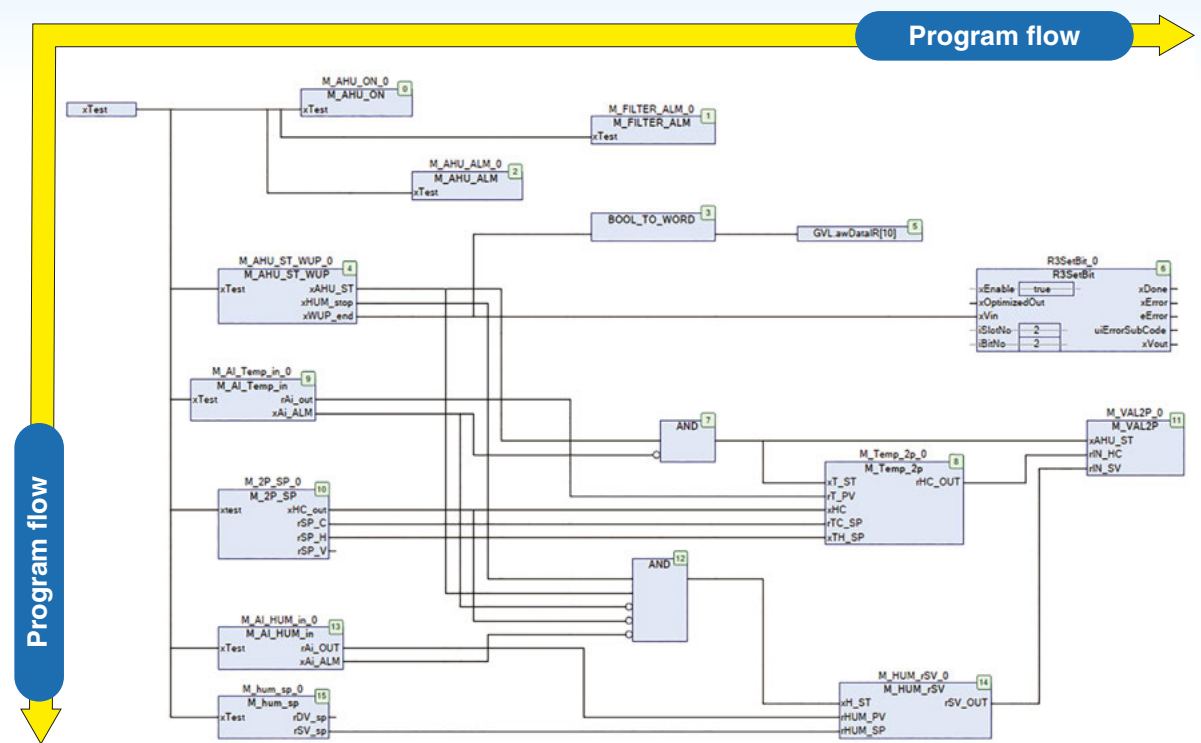 Program flow
Program flow
xTest
M_AHU_ON_0
M_AHU_ON
0
xTest
M_FILTER_ALM_0
M_FILTER_ALM
1
xTest
M_AHU_ALM_0
M_AHU_ALM
2
xTest
BOOL_TO_WORD
3
GVL.awDataIR[10]
5
M_AHU_ST_WUP_0
M_AHU_ST_WUP
4
xTest xAHU_ST
xHUM_stop
xWUP_end
R3SetBit_0
R3SetBit
6
xEnable true xDone
xOptimizedOut xError
xVin eError
iSlotNo 2 uiErrorSubCode
iBitNo 2 xVout
M_AI_Temp_in_0
M_AI_Temp_in
9
xTest rAi_out
xAi_ALM
AND
7
M_VAL2P_0
M_VAL2P
11
xAHU_ST
rIN_HC
rIN_SV
M_Temp_2p_0
M_Temp_2p
8
xT_ST rHC_OUT
rT_PV
xHC
rTC_SP
xTH_SP
M_2P_SP_0
M_2P_SP
10
xtest xHC_out
rSP_C
rSP_H
rSP_V
AND
12
M_AI_HUM_in_0
M_AI_HUM_in
13
xTest rAi_OUT
xAi_ALM
M_hum_sp_0
M_hum_sp
15
xTest rDV_sp
rSV_sp
M_HUM_rSV_0
M_HUM_rSV
14
xH_ST rSV_OUT
rHUM_PV
rHUM_SP